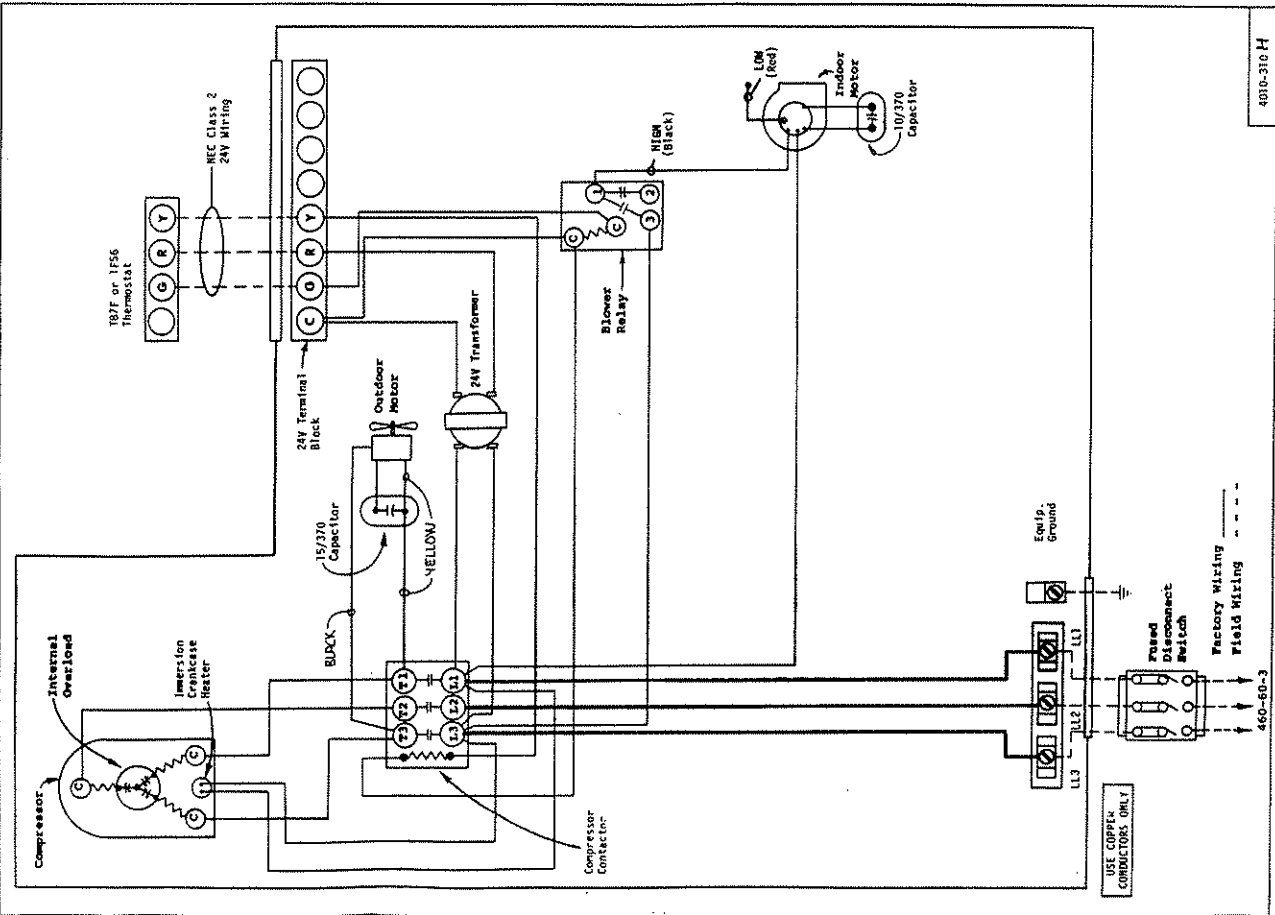 4010-310 H
T87F or 1F56
Thermostat
G
R
Y
NEC Class 2
24V Wiring
C
G
R
Y
24V Terminal
Block
LOW
(Red)
Indoor
Motor
10/370
Capacitor
HIGH
(Black)
1
2
3
C
C
Blower
Relay
24V Transformer
Outdoor
Motor
15/370
Capacitor
YELLOW
BLACK
Internal
Overload
Compressor
Immersion
Crankcase
Heater
C
C
C
T1
T2
T3
L1
L2
L3
Compressor
Contactor
Equip.
Ground
LL1
LL2
LL3
Fused
Disconnect
Switch
460-60-3
Factory Wiring
Field Wiring
USE COPPER
CONDUCTORS ONLY